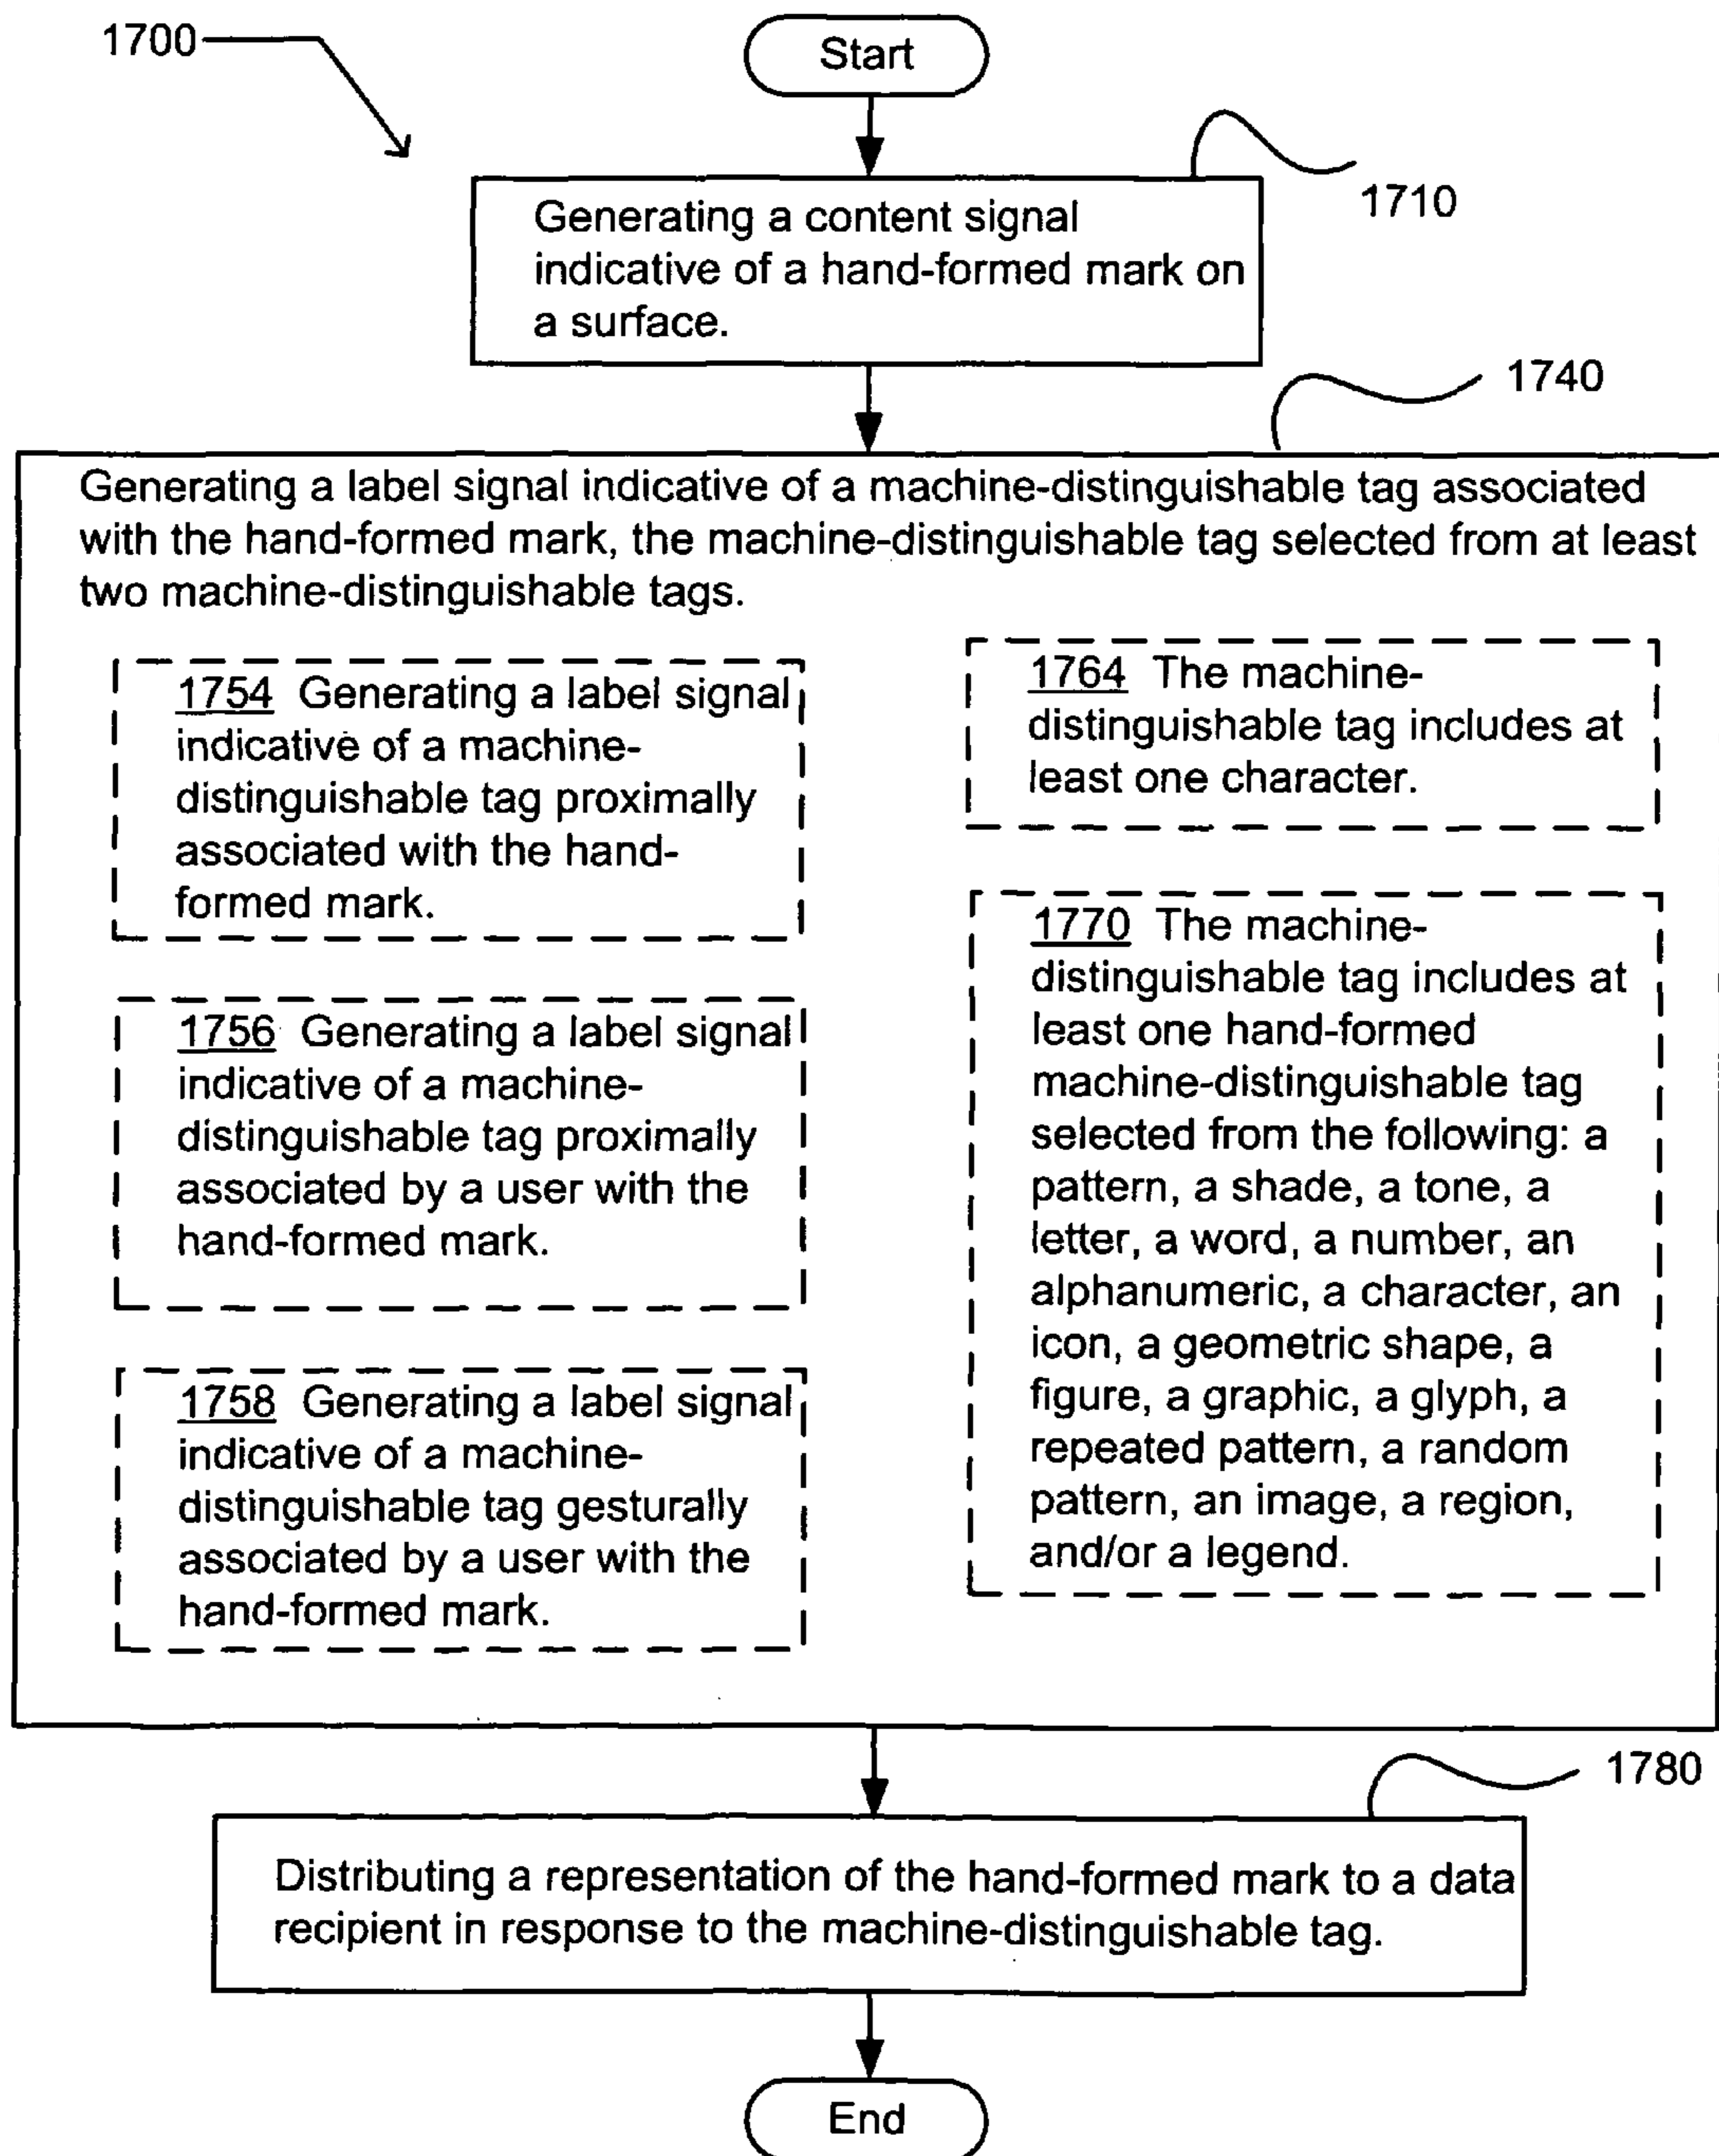 1700
Start
1710
Generating a content signal
indicative of a hand-formed mark on
a surface.
1740
Generating a label signal indicative of a machine-distinguishable tag associated
with the hand-formed mark, the machine-distinguishable tag selected from at least
two machine-distinguishable tags.
1754 Generating a label signal
indicative of a machine-
distinguishable tag proximally
associated with the hand-
formed mark.
1756 Generating a label signal
indicative of a machine-
distinguishable tag proximally
associated by a user with the
hand-formed mark.
1758 Generating a label signal
indicative of a machine-
distinguishable tag gesturally
associated by a user with the
hand-formed mark.
1764 The machine-
distinguishable tag includes at
least one character.
1770 The machine-
distinguishable tag includes at
least one hand-formed
machine-distinguishable tag
selected from the following: a
pattern, a shade, a tone, a
letter, a word, a number, an
alphanumeric, a character, an
icon, a geometric shape, a
figure, a graphic, a glyph, a
repeated pattern, a random
pattern, an image, a region,
and/or a legend.
1780
Distributing a representation of the hand-formed mark to a data
recipient in response to the machine-distinguishable tag.
End